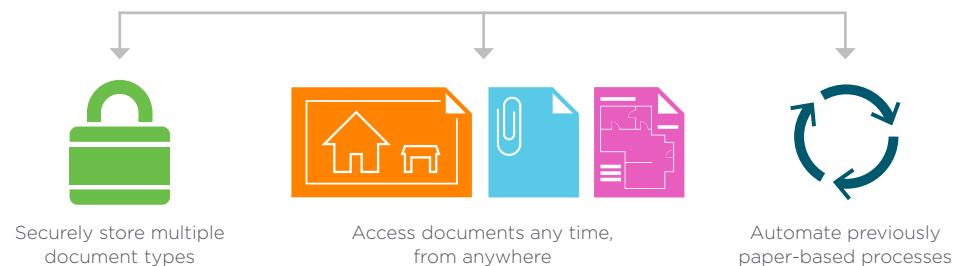 Securely store multiple
document types
Access documents any time,
from anywhere
Automate previously
paper-based processes